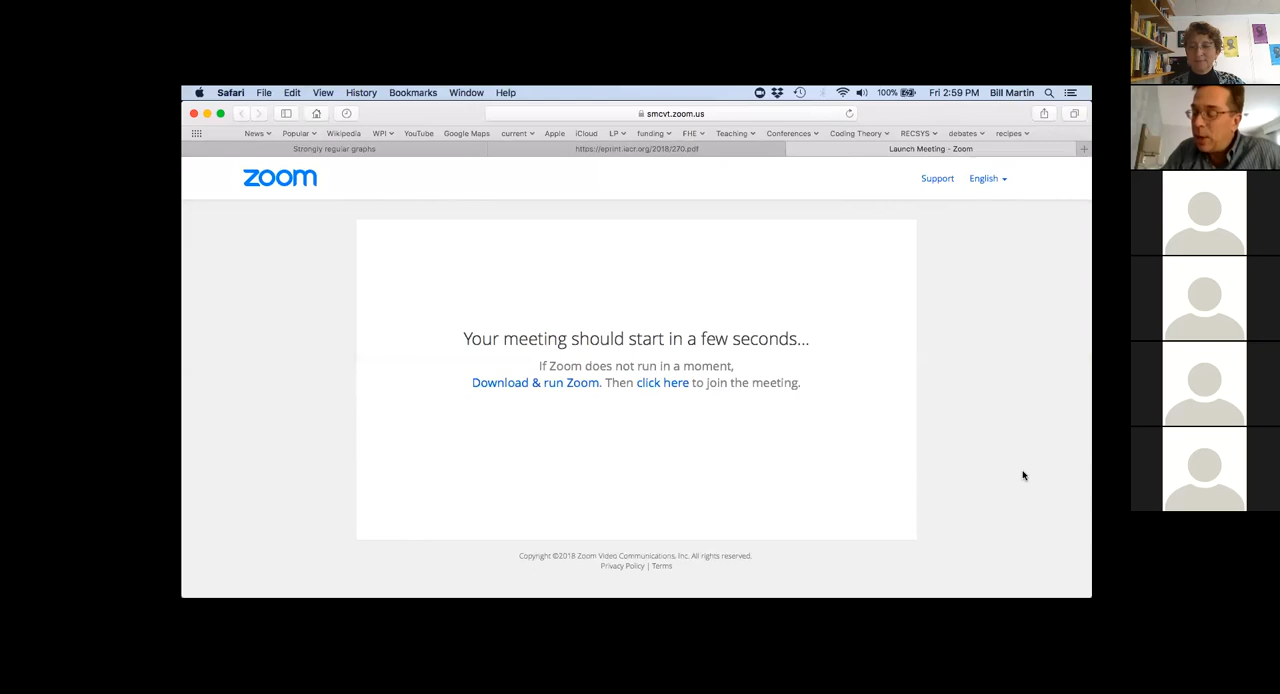 Safari File Edit View History Bookmarks Window Help 100% Fri 2:59 PM Bill Martin
smcvt.zoom.us
News Popular Wikipedia WPI YouTube Google Maps current Apple iCloud LP funding FHE Teaching Conferences Coding Theory RECSYS debates recipes
Strongly regular graphs https://eprint.iacr.org/2018/270.pdf Launch Meeting - Zoom
zoom Support English
Your meeting should start in a few seconds...
If Zoom does not run in a moment,
Download & run Zoom. Then click here to join the meeting.
Copyright ©2018 Zoom Video Communications, Inc. All rights reserved.
Privacy Policy | Terms